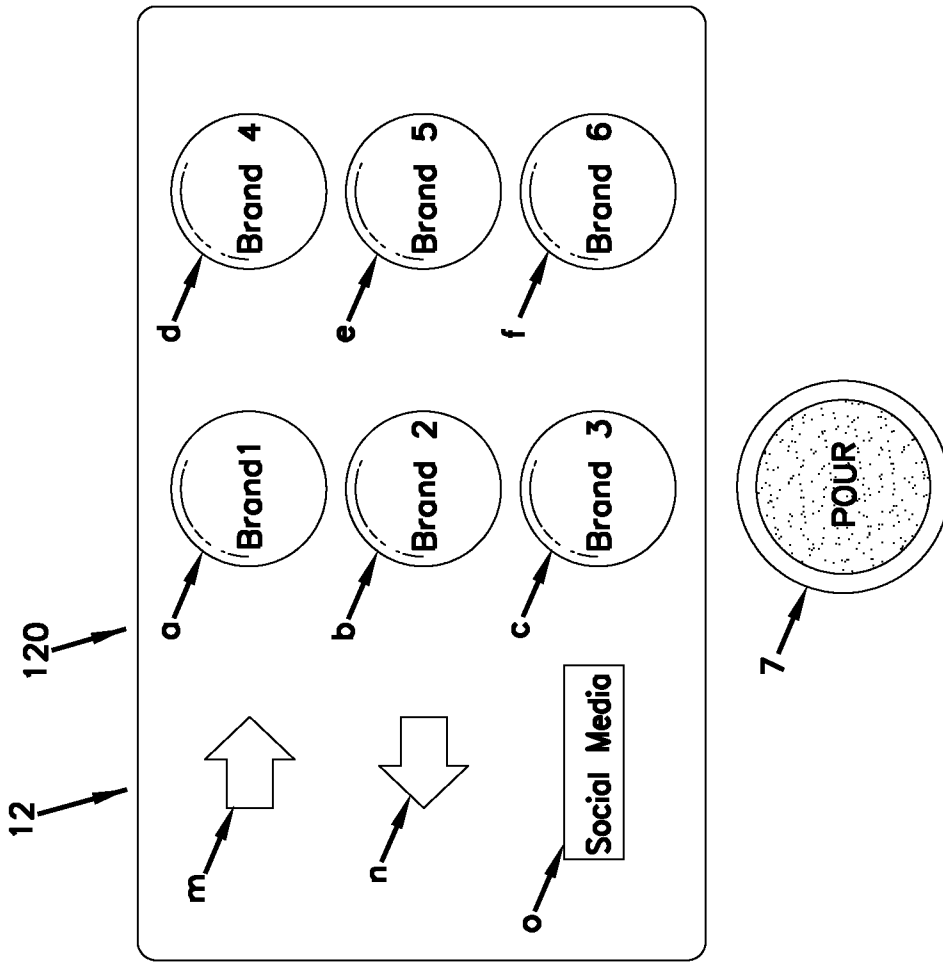 12
120
m
a
Brand1
d
Brand 4
n
b
Brand 2
e
Brand 5
o
Social Media
c
Brand 3
f
Brand 6
7
POUR